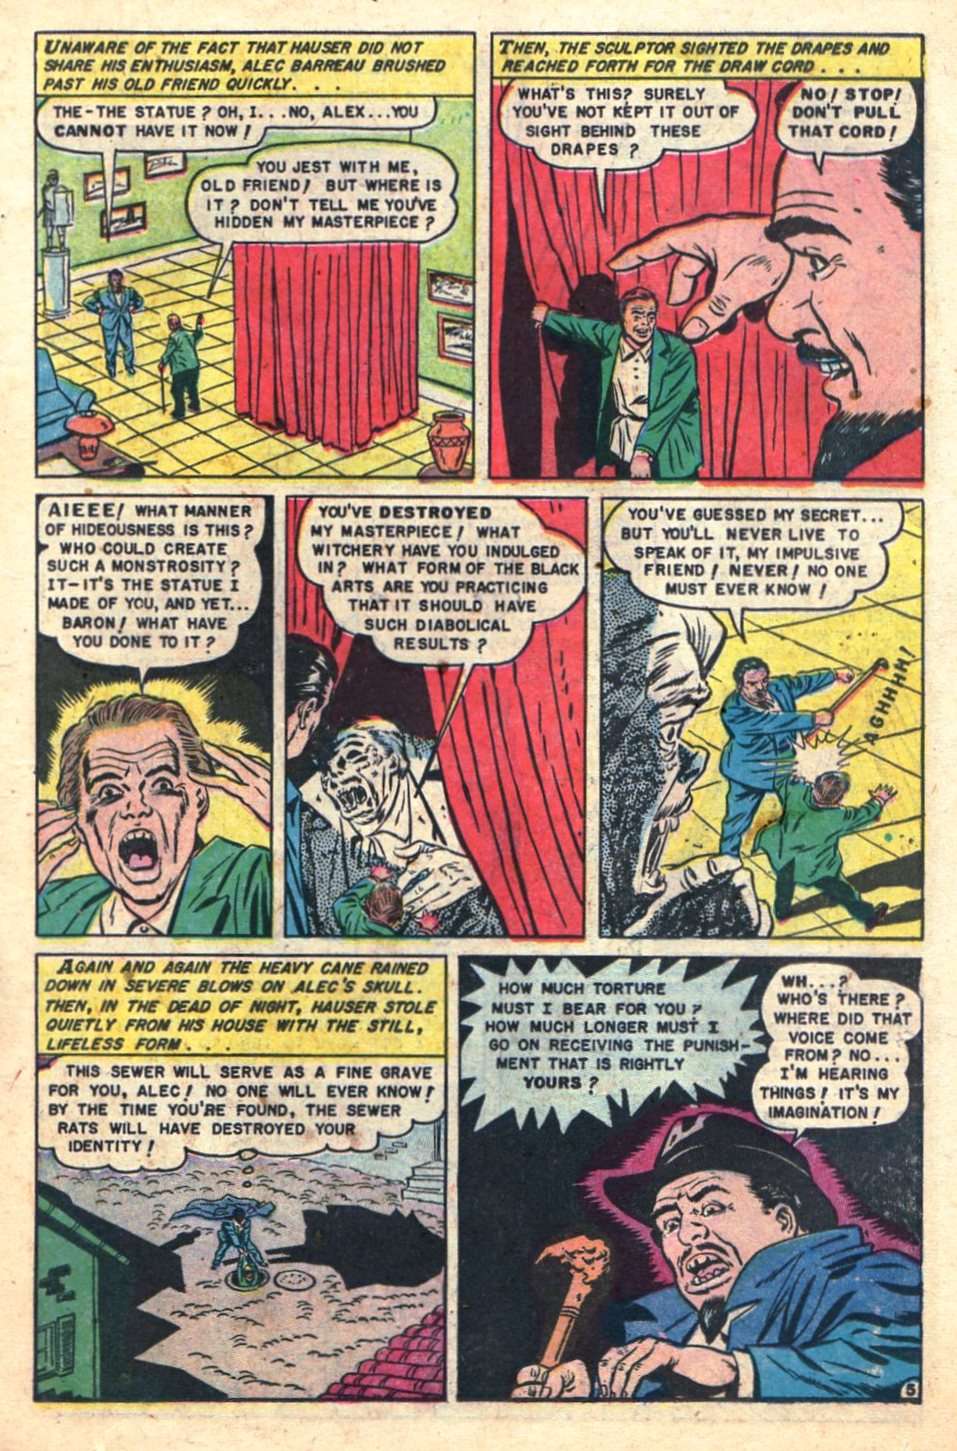 UNAWARE OF THE FACT THAT HAUSER DID NOT
SHARE HIS ENTHUSIASM, ALEC BARREAU BRUSHED
PAST HIS OLD FRIEND QUICKLY. . .
THE-THE STATUE? OH, I...NO, ALEX...YOU
CANNOT HAVE IT NOW!
YOU JEST WITH ME,
OLD FRIEND! BUT WHERE IS
IT? DON'T TELL ME YOU'VE
HIDDEN MY MASTERPIECE?
THEN, THE SCULPTOR SIGHTED THE DRAPES AND
REACHED FORTH FOR THE DRAW CORD . . .
WHAT'S THIS? SURELY
YOU'VE NOT KEPT IT OUT OF
SIGHT BEHIND THESE
DRAPES?
NO! STOP!
DON'T PULL
THAT CORD!
AIEEE! WHAT MANNER
OF HIDEOUSNESS IS THIS?
WHO COULD CREATE
SUCH A MONSTROSITY?
IT-IT'S THE STATUE I
MADE OF YOU, AND YET...
BARON! WHAT HAVE
YOU DONE TO IT?
YOU'VE DESTROYED
MY MASTERPIECE! WHAT
WITCHERY HAVE YOU INDULGED
IN? WHAT FORM OF THE BLACK
ARTS ARE YOU PRACTICING
THAT IT SHOULD HAVE
SUCH DIABOLICAL
RESULTS?
YOU'VE GUESSED MY SECRET...
BUT YOU'LL NEVER LIVE TO
SPEAK OF IT, MY IMPULSIVE
FRIEND! NEVER! NO ONE
MUST EVER KNOW!
AGHHHH!
AGAIN AND AGAIN THE HEAVY CANE RAINED
DOWN IN SEVERE BLOWS ON ALEC'S SKULL.
THEN, IN THE DEAD OF NIGHT, HAUSER STOLE
QUIETLY FROM HIS HOUSE WITH THE STILL,
LIFELESS FORM . . .
THIS SEWER WILL SERVE AS A FINE GRAVE
FOR YOU, ALEC! NO ONE WILL EVER KNOW!
BY THE TIME YOU'RE FOUND, THE SEWER
RATS WILL HAVE DESTROYED YOUR
IDENTITY!
HOW MUCH TORTURE
MUST I BEAR FOR YOU?
HOW MUCH LONGER MUST I
GO ON RECEIVING THE PUNISH-
MENT THAT IS RIGHTLY
YOURS?
WH...?
WHO'S THERE?
WHERE DID THAT
VOICE COME
FROM? NO...
I'M HEARING
THINGS! IT'S MY
IMAGINATION!
5